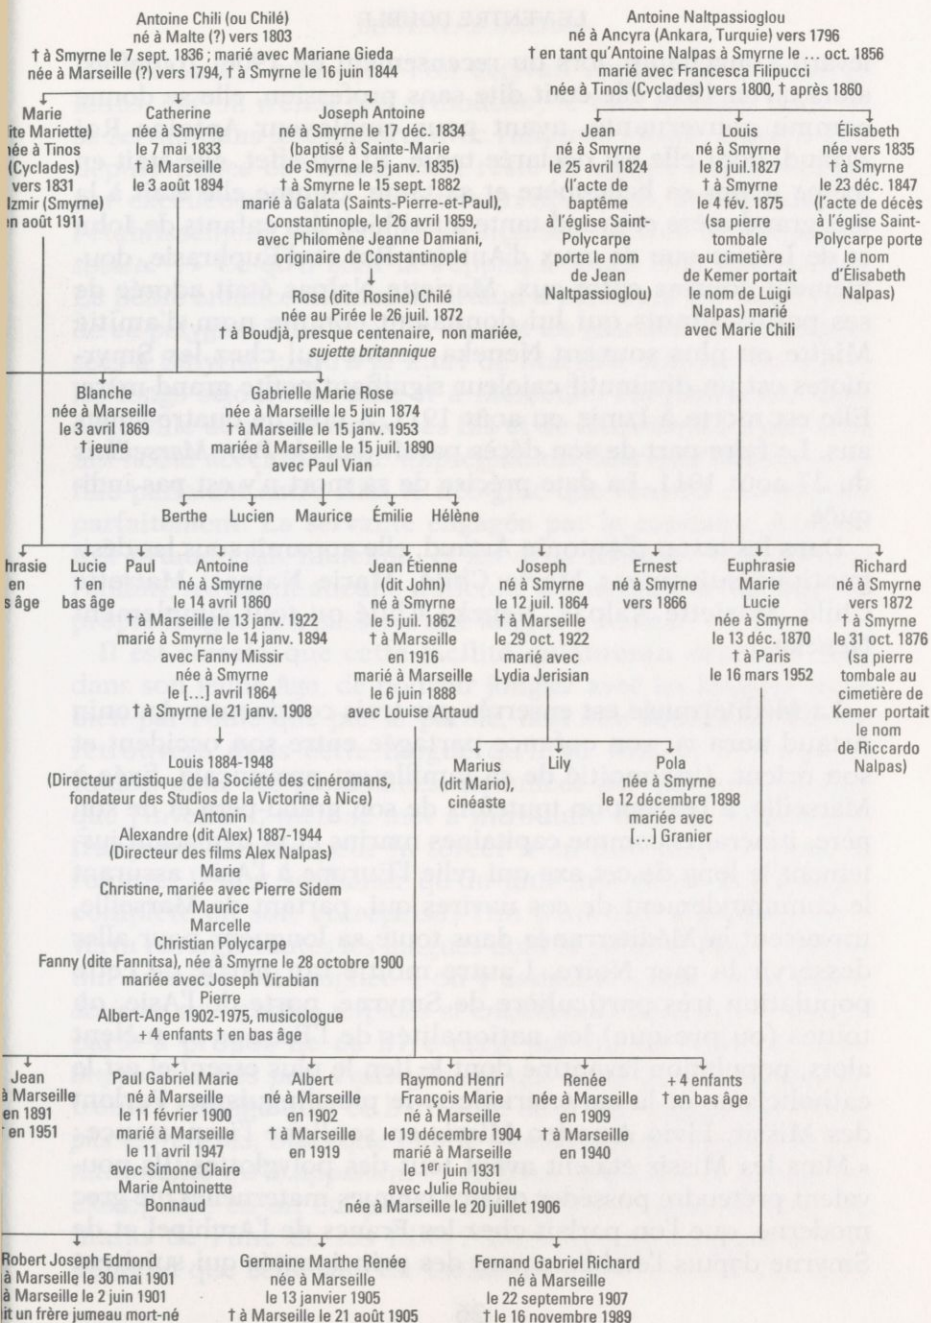 Antoine Chili (ou Chilé)
né à Malte (?) vers 1803
† à Smyrne le 7 sept. 1836 ; marié avec Mariane Gieda
née à Marseille (?) vers 1794, † à Smyrne le 16 juin 1844
Antoine Naltpassioglou
né à Ancyra (Ankara, Turquie) vers 1796
† en tant qu'Antoine Nalpas à Smyrne le ... oct. 1856
marié avec Francesca Filipucci
née à Tinos (Cyclades) vers 1800, † après 1860
Marie
ite Mariette)
née à Tinos
(Cyclades)
vers 1831
Izmir (Smyrne)
en août 1911
Catherine
née à Smyrne
le 7 mai 1833
† à Marseille
le 3 août 1894
Joseph Antoine
né à Smyrne le 17 déc. 1834
(baptisé à Sainte-Marie
de Smyrne le 5 janv. 1835)
† à Smyrne le 15 sept. 1882
marié à Galata (Saints-Pierre-et-Paul),
Constantinople, le 26 avril 1859,
avec Philomène Jeanne Damiani,
originaire de Constantinople
Rose (dite Rosine) Chilé
née au Pirée le 26 juil. 1872
† à Boudja, presque centenaire, non mariée,
sujette britannique
Jean
né à Smyrne
le 25 avril 1824
(l'acte de
baptême
à l'église Saint-
Polycarpe
porte le nom
de Jean
Naltpassioglou)
Louis
né à Smyrne
le 8 juil.1827
† à Smyrne
le 4 fév. 1875
(sa pierre
tombale
au cimetière
de Kemer portait
le nom de Luigi
Nalpas) marié
avec Marie Chili
Élisabeth
née vers 1835
† à Smyrne
le 23 déc. 1847
(l'acte de décès
à l'église Saint-
Polycarpe porte
le nom
d'Élisabeth
Nalpas)
Blanche
née à Marseille
le 3 avril 1869
† jeune
Gabrielle Marie Rose
née à Marseille le 5 juin 1874
† à Marseille le 15 janv. 1953
mariée à Marseille le 15 juil. 1890
avec Paul Vian
Berthe Lucien Maurice Émilie Hélène
hrasie
en
s âge
Lucie
† en
bas âge
Paul
Antoine
né à Smyrne
le 14 avril 1860
† à Marseille le 13 janv. 1922
marié à Smyrne le 14 janv. 1894
avec Fanny Missir
née à Smyrne
le [...] avril 1864
† à Smyrne le 21 janv. 1908
Jean Étienne
(dit John)
né à Smyrne
le 5 juil. 1862
† à Marseille
en 1916
marié à Marseille
le 6 juin 1888
avec Louise Artaud
Joseph
né à Smyrne
le 12 juil. 1864
† à Marseille
le 29 oct. 1922
marié avec
Lydia Jerisian
Ernest
né à Smyrne
vers 1866
Euphrasie
Marie
Lucie
née à Smyrne
le 13 déc. 1870
† à Paris
le 16 mars 1952
Richard
né à Smyrne
vers 1872
† à Smyrne
le 31 oct. 1876
(sa pierre
tombale au
cimetière de
Kemer portait
le nom
de Riccardo
Nalpas)
Louis 1884-1948
(Directeur artistique de la Société des cinéromans,
fondateur des Studios de la Victorine à Nice)
Antonin
Alexandre (dit Alex) 1887-1944
(Directeur des films Alex Nalpas)
Marie
Christine, mariée avec Pierre Sidem
Maurice
Marcelle
Christian Polycarpe
Fanny (dite Fannitsa), née à Smyrne le 28 octobre 1900
mariée avec Joseph Virabian
Pierre
Albert-Ange 1902-1975, musicologue
+ 4 enfants † en bas âge
Marius
(dit Mario),
cinéaste
Lily
Pola
née à Smyrne
le 12 décembre 1898
mariée avec
[...] Granier
Jean
à Marseille
en 1891
en 1951
Paul Gabriel Marie
né à Marseille
le 11 février 1900
marié à Marseille
le 11 avril 1947
avec Simone Claire
Marie Antoinette
Bonnaud
Albert
né à Marseille
en 1902
† à Marseille
en 1919
Raymond Henri
François Marie
né à Marseille
le 19 décembre 1904
marié à Marseille
le 1er juin 1931
avec Julie Roubieu
née à Marseille le 20 juillet 1906
Renée
née à Marseille
en 1909
† à Marseille
en 1940
+ 4 enfants
† en bas âge
Robert Joseph Edmond
à Marseille le 30 mai 1901
à Marseille le 2 juin 1901
it un frère jumeau mort-né
Germaine Marthe Renée
née à Marseille
le 13 janvier 1905
† à Marseille le 21 août 1905
Fernand Gabriel Richard
né à Marseille
le 22 septembre 1907
† le 16 novembre 1989